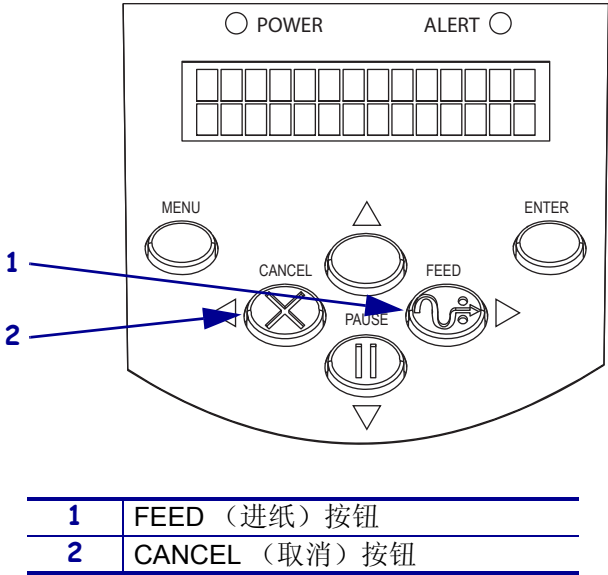 POWER ALERT
MENU ENTER
1
CANCEL FEED
2
PAUSE
1 FEED （进纸）按钮
2 CANCEL （取消）按钮